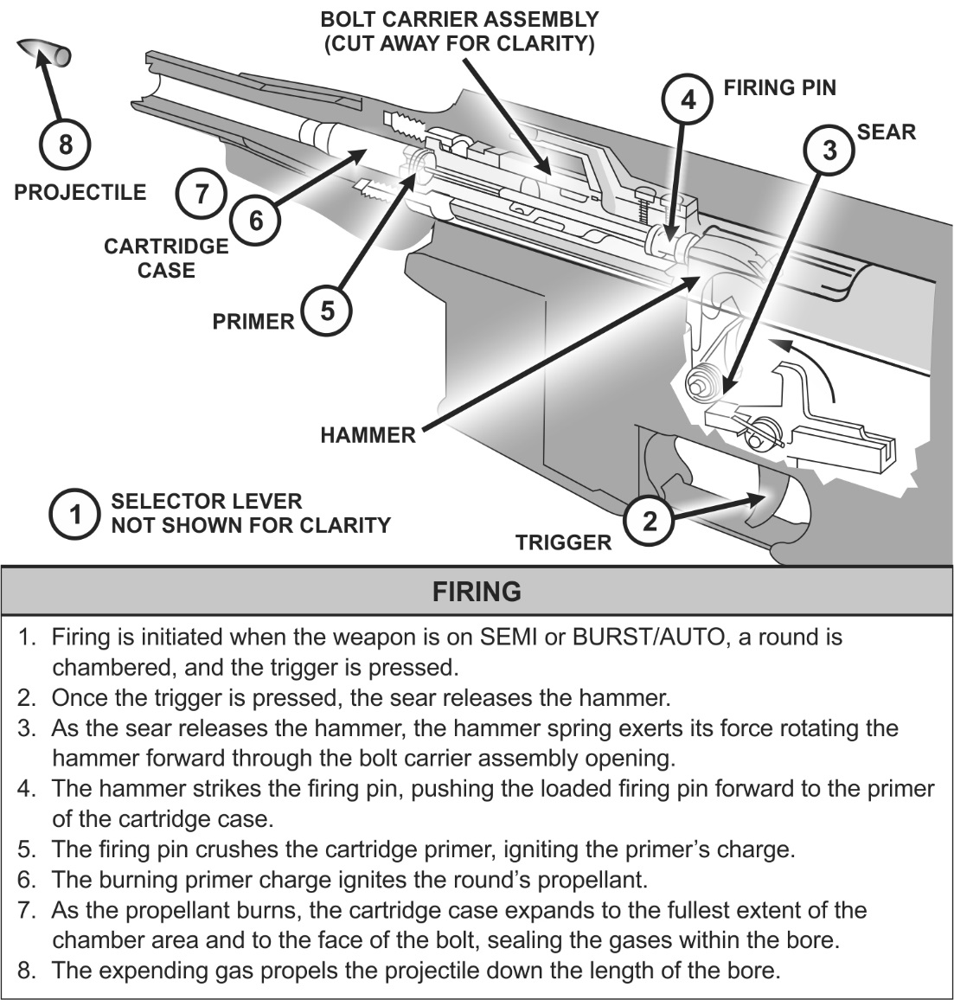 BOLT CARRIER ASSEMBLY
(CUT AWAY FOR CLARITY)
4 FIRING PIN
3 SEAR
8
PROJECTILE
7
6
CARTRIDGE
CASE
PRIMER 5
HAMMER
1 SELECTOR LEVER
NOT SHOWN FOR CLARITY
2
TRIGGER
FIRING
1. Firing is initiated when the weapon is on SEMI or BURST/AUTO, a round is
chambered, and the trigger is pressed.
2. Once the trigger is pressed, the sear releases the hammer.
3. As the sear releases the hammer, the hammer spring exerts its force rotating the
hammer forward through the bolt carrier assembly opening.
4. The hammer strikes the firing pin, pushing the loaded firing pin forward to the primer
of the cartridge case.
5. The firing pin crushes the cartridge primer, igniting the primer's charge.
6. The burning primer charge ignites the round's propellant.
7. As the propellant burns, the cartridge case expands to the fullest extent of the
chamber area and to the face of the bolt, sealing the gases within the bore.
8. The expending gas propels the projectile down the length of the bore.